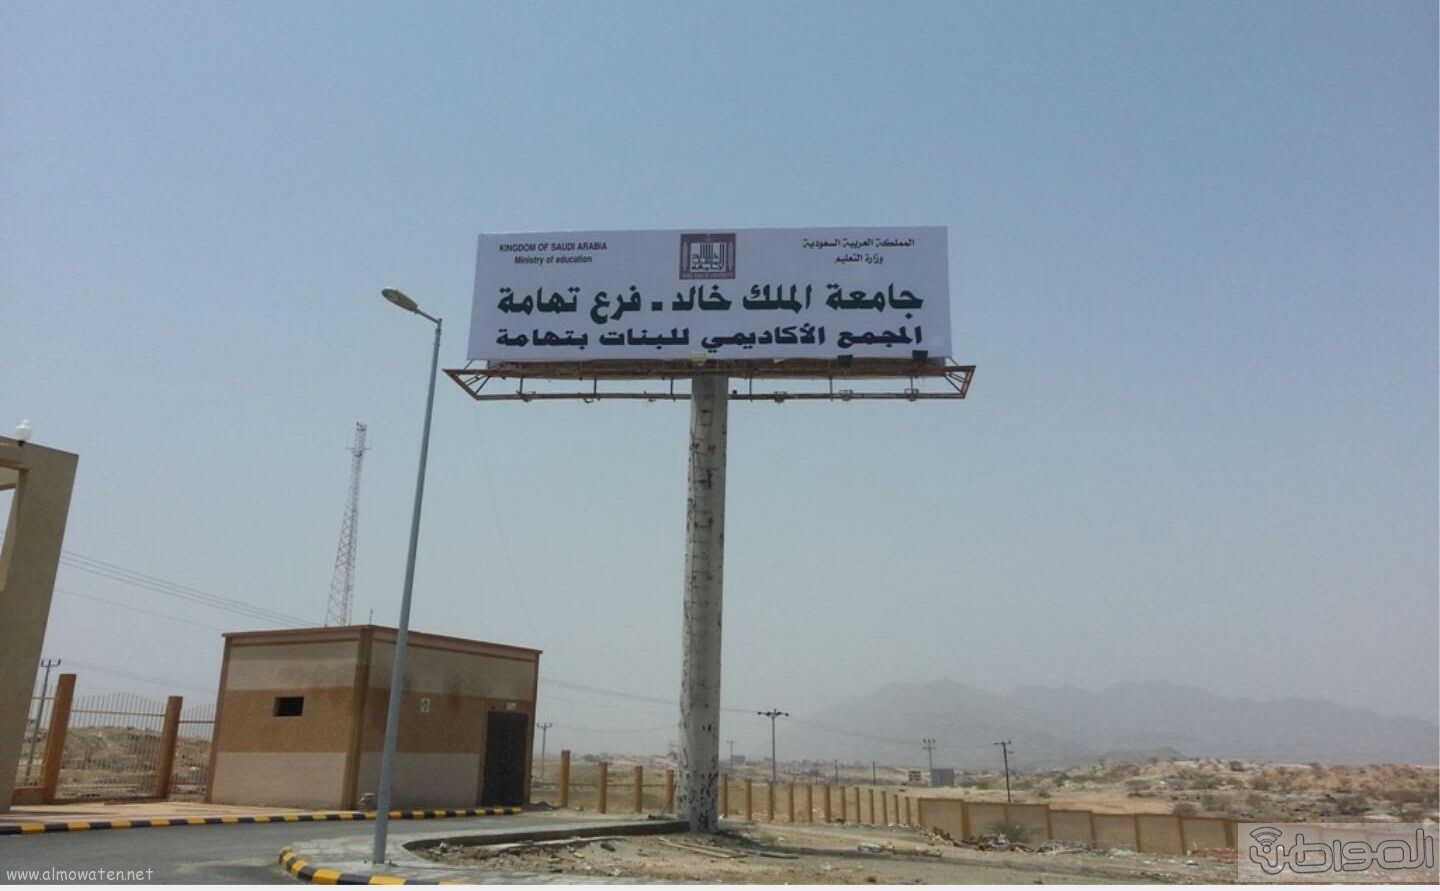 KINGDOM OF SAUDI ARABIA
Ministry of education
المملكة العربية السعودية
وزارة التعليم
جامعة الملك خالد - فرع تهامة
المجمع الأكاديمي للبنات بتهامة
www.almowaten.net
المواطن